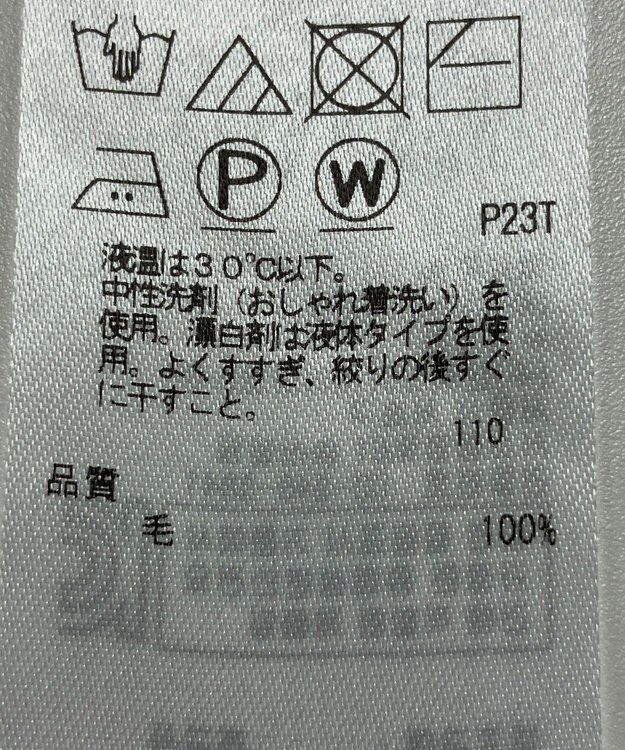 P W
P23T
液温は30℃以下。
中性洗剤（おしゃれ着洗い）を
使用。漂白剤は液体タイプを使
用。よくすすぎ、絞りの後すぐ
に干すこと。
110
品質
毛 100%